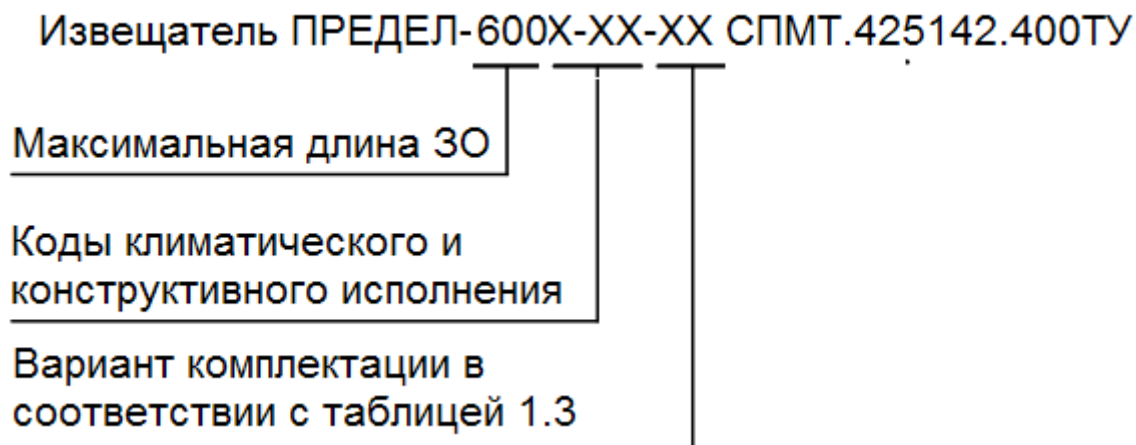 Извещатель ПРЕДЕЛ-600Х-ХХ-ХХ СПМТ.425142.400ТУ
Максимальная длина ЗО
Коды климатического и
конструктивного исполнения
Вариант комплектации в
соответствии с таблицей 1.3